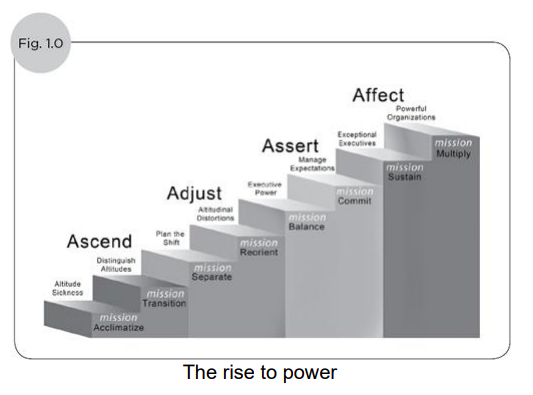 Fig. 1.0
Affect
Powerful
Organizations
mission
Multiply
Assert
Exceptional
Executives
mission
Sustain
Manage
Expectations
mission
Commit
Adjust
Executive
Power
mission
Balance
Altitudinal
Distortions
mission
Reorient
Ascend
Plan the
Shift
mission
Separate
Distinguish
Altitudes
mission
Transition
Altitude
Sickness
mission
Acclimatize
The rise to power